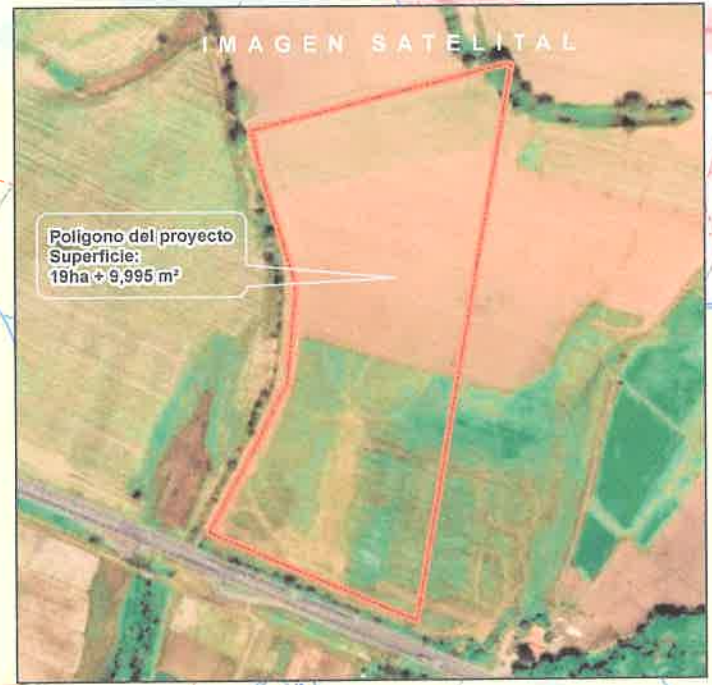 IMAGEN SATELITAL
Poligono del proyecto
Superficie:
19ha + 9,995 m²